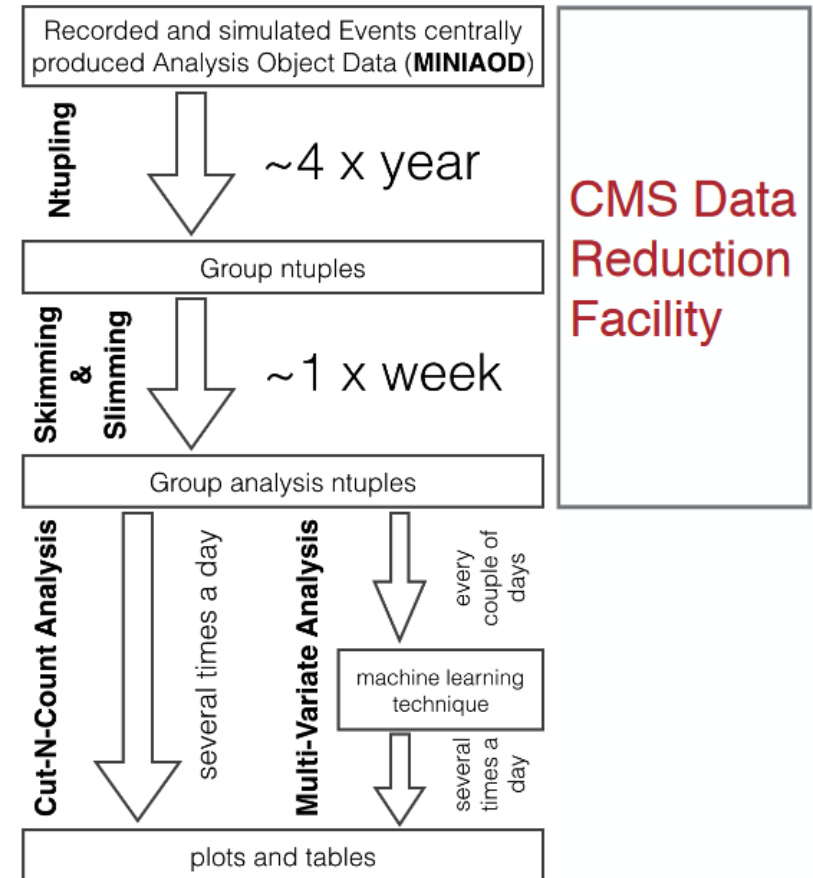 Recorded and simulated Events centrally
produced Analysis Object Data (MINIAOD)
Ntupling
~4 x year
Group ntuples
Skimming
&
Slimming
~1 x week
Group analysis ntuples
CMS Data
Reduction
Facility
Cut-N-Count Analysis
several times a day
Multi-Variate Analysis
every
couple of
days
machine learning
technique
several
times a
day
plots and tables